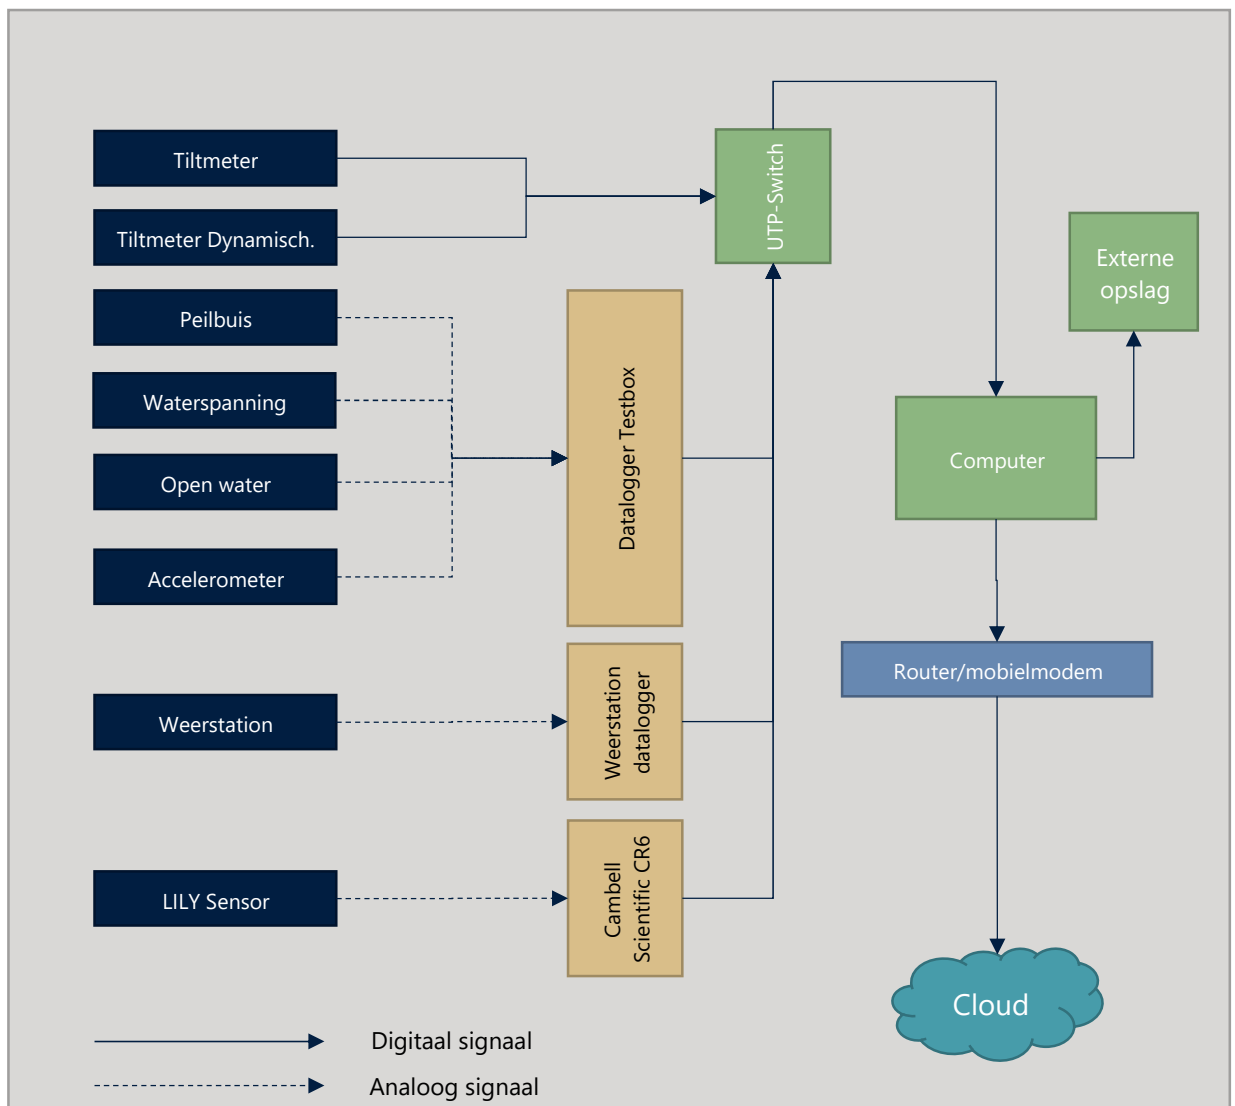 Tiltmeter
Tiltmeter Dynamisch.
Peilbuis
Waterspanning
Open water
Accelerometer
Weerstation
LILY Sensor
Datalogger Testbox
Weerstation
datalogger
Cambell
Scientific CR6
UTP-Switch
Externe
opslag
Computer
Router/mobielmodem
Cloud
Digitaal signaal
Analoog signaal